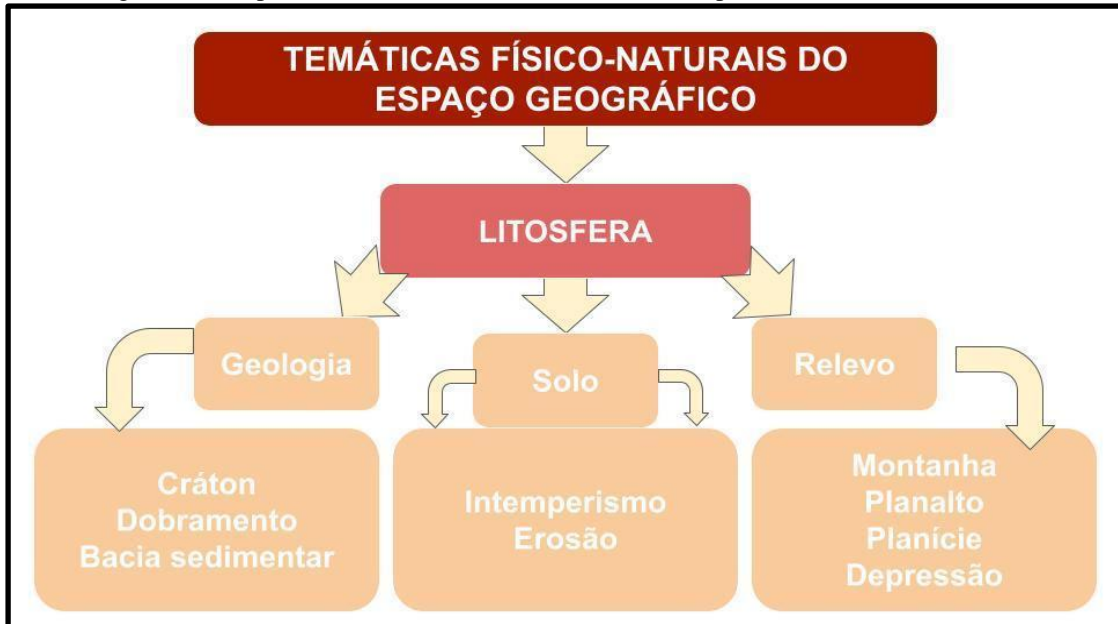 TEMÁTICAS FÍSICO-NATURAIS DO
ESPAÇO GEOGRÁFICO
LITOSFERA
Geologia
Solo
Relevo
Cráton
Dobramento
Bacia sedimentar
Intemperismo
Erosão
Montanha
Planalto
Planície
Depressão